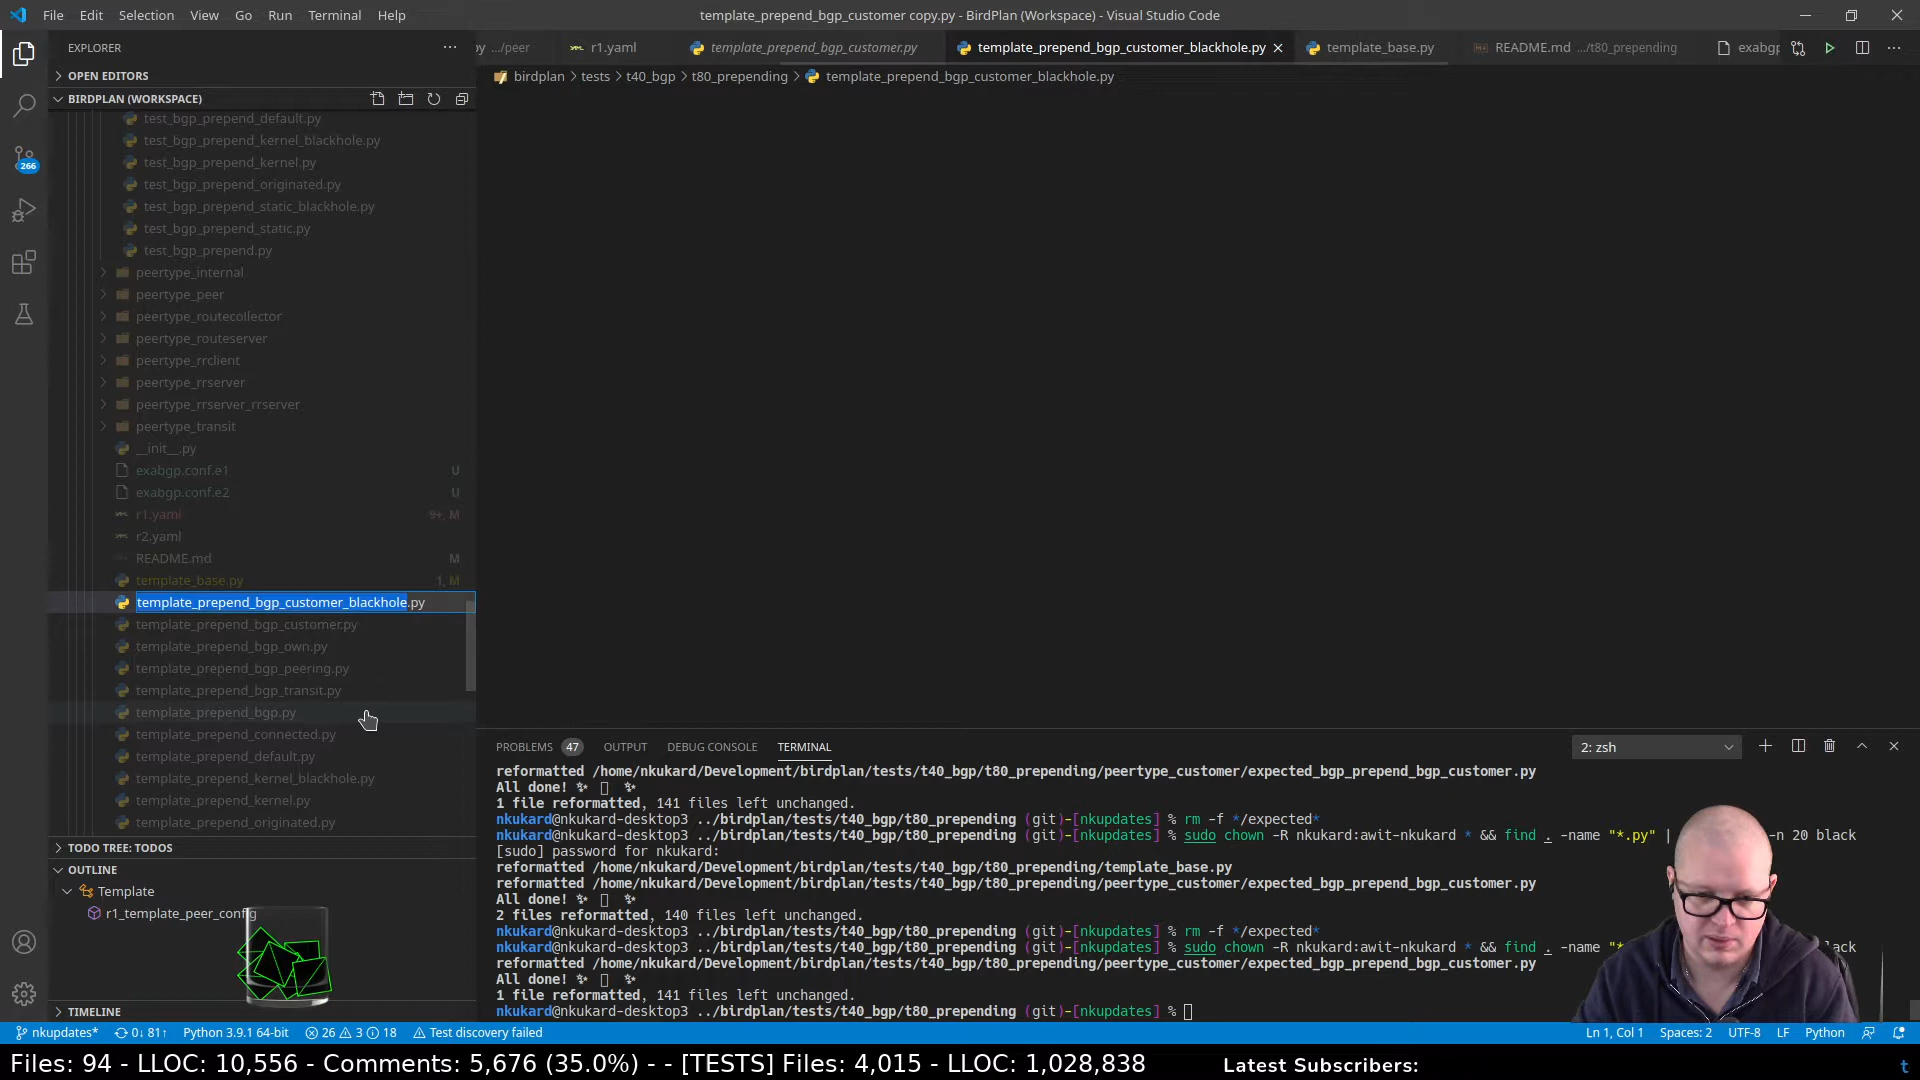 File Edit Selection View Go Run Terminal Help
template_prepend_bgp_customer copy.py - BirdPlan (Workspace) - Visual Studio Code
EXPLORER
py .../peer
r1.yaml
template_prepend_bgp_customer.py
template_prepend_bgp_customer_blackhole.py
template_base.py
README.md .../t80_prepending
exabgp
OPEN EDITORS
birdplan > tests > t40_bgp > t80_prepending > template_prepend_bgp_customer_blackhole.py
BIRDPLAN (WORKSPACE)
test_bgp_prepend_default.py
test_bgp_prepend_kernel_blackhole.py
266
test_bgp_prepend_kernel.py
test_bgp_prepend_originated.py
test_bgp_prepend_static_blackhole.py
test_bgp_prepend_static.py
test_bgp_prepend.py
peertype_internal
peertype_peer
peertype_routecollector
peertype_routeserver
peertype_rrclient
peertype_rrserver
peertype_rrserver_rrserver
peertype_transit
__init__.py
exabgp.conf.e1 U
exabgp.conf.e2 U
r1.yaml 9+, M
r2.yaml
README.md M
template_base.py 1, M
template_prepend_bgp_customer_blackhole.py
template_prepend_bgp_customer.py
template_prepend_bgp_own.py
template_prepend_bgp_peering.py
template_prepend_bgp_transit.py
template_prepend_bgp.py
template_prepend_connected.py
template_prepend_default.py
template_prepend_kernel_blackhole.py
template_prepend_kernel.py
template_prepend_originated.py
TODO TREE: TODOS
OUTLINE
Template
r1_template_peer_config
TIMELINE
PROBLEMS 47 OUTPUT DEBUG CONSOLE TERMINAL
2: zsh
reformatted /home/nkukard/Development/birdplan/tests/t40_bgp/t80_prepending/peertype_customer/expected_bgp_prepend_bgp_customer.py
All done! ✨ ✨
1 file reformatted, 141 files left unchanged.
nkukard@nkukard-desktop3 ../birdplan/tests/t40_bgp/t80_prepending (git)-[nkupdates] % rm -f */expected*
nkukard@nkukard-desktop3 ../birdplan/tests/t40_bgp/t80_prepending (git)-[nkupdates] % sudo chown -R nkukard:awit-nkukard * && find . -name "*.py" | -n 20 black
[sudo] password for nkukard:
reformatted /home/nkukard/Development/birdplan/tests/t40_bgp/t80_prepending/template_base.py
reformatted /home/nkukard/Development/birdplan/tests/t40_bgp/t80_prepending/peertype_customer/expected_bgp_prepend_bgp_customer.py
All done! ✨ ✨
2 files reformatted, 140 files left unchanged.
nkukard@nkukard-desktop3 ../birdplan/tests/t40_bgp/t80_prepending (git)-[nkupdates] % rm -f */expected*
nkukard@nkukard-desktop3 ../birdplan/tests/t40_bgp/t80_prepending (git)-[nkupdates] % sudo chown -R nkukard:awit-nkukard * && find . -name "*
reformatted /home/nkukard/Development/birdplan/tests/t40_bgp/t80_prepending/peertype_customer/expected_bgp_prepend_bgp_customer.py
All done! ✨ ✨
1 file reformatted, 141 files left unchanged.
nkukard@nkukard-desktop3 ../birdplan/tests/t40_bgp/t80_prepending (git)-[nkupdates] %
nkupdates* 0↓ 81↑ Python 3.9.1 64-bit 26 3 18 Test discovery failed
Ln 1, Col 1 Spaces: 2 UTF-8 LF Python
Files: 94 - LLOC: 10,556 - Comments: 5,676 (35.0%) - - [TESTS] Files: 4,015 - LLOC: 1,028,838
Latest Subscribers:
t